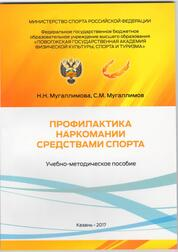 МИНИСТЕРСТВО СПОРТА РОССИЙСКОЙ ФЕДЕРАЦИИ
Федеральное государственное бюджетное
образовательное учреждение высшего образования
«ПОВОЛЖСКАЯ ГОСУДАРСТВЕННАЯ АКАДЕМИЯ
ФИЗИЧЕСКОЙ КУЛЬТУРЫ, СПОРТА И ТУРИЗМА»
Н.Н. Мугаллимова, С.М. Мугаллимов
ПРОФИЛАКТИКА
НАРКОМАНИИ
СРЕДСТВАМИ СПОРТА
Учебно-методическое пособие
Казань - 2017